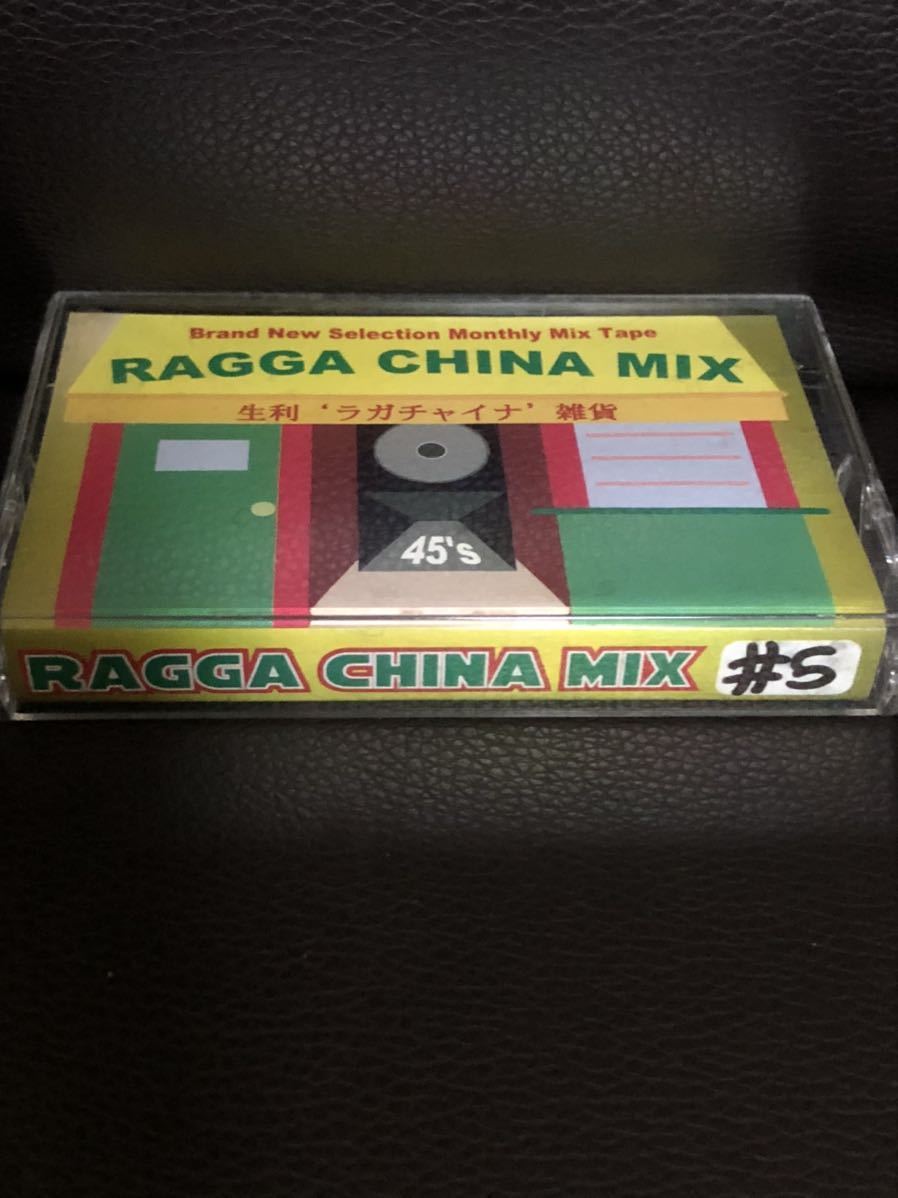 Brand New Selection Monthly Mix Tape
RAGGA CHINA MIX
生利‘ラガチャイナ’雑貨
45's
RAGGA CHINA MIX #5